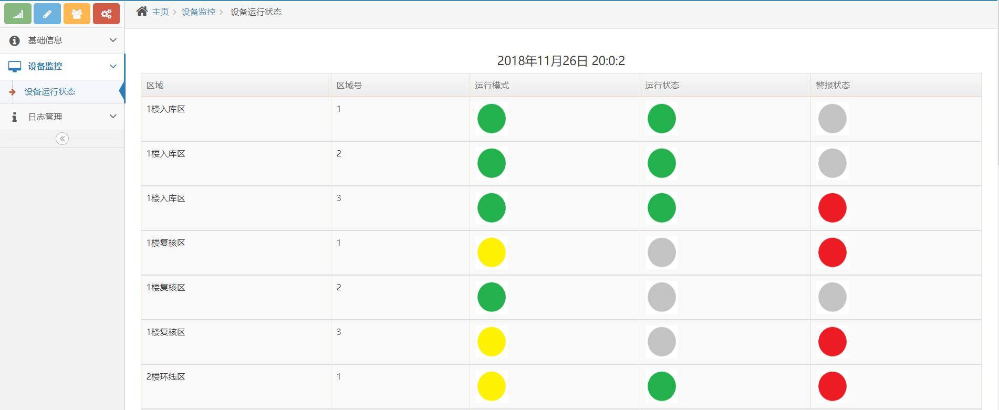 主页 > 设备监控 > 设备运行状态
基础信息
设备监控
设备运行状态
日志管理
2018年11月26日 20:0:2
区域 区域号 运行模式 运行状态 警报状态
1楼入库区 1
1楼入库区 2
1楼入库区 3
1楼复核区 1
1楼复核区 2
1楼复核区 3
2楼环线区 1